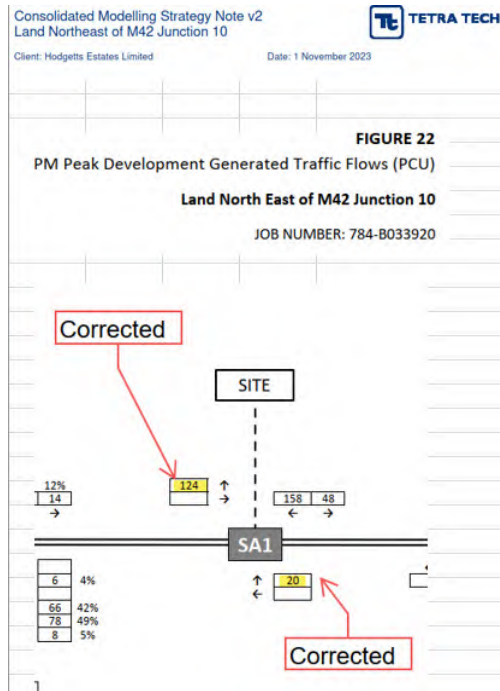 Consolidated Modelling Strategy Note v2
Land Northeast of M42 Junction 10
TETRA TECH
Client: Hodgetts Estates Limited
Date: 1 November 2023
FIGURE 22
PM Peak Development Generated Traffic Flows (PCU)
Land North East of M42 Junction 10
JOB NUMBER: 784-B033920
Corrected
SITE
12%
14
→
124 ↑
→
158 48
← →
SA1
6 4%
66 42%
78 49%
8 5%
↑ 20
←
Corrected